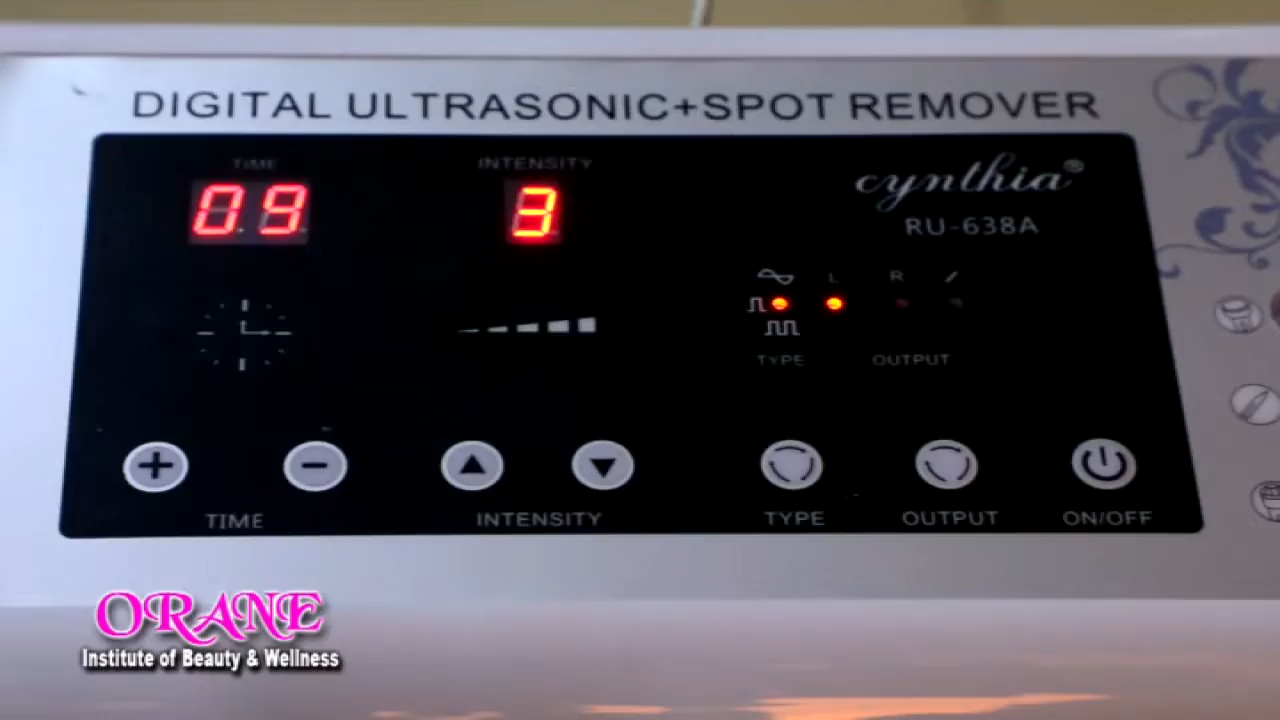 DIGITAL ULTRASONIC+SPOT REMOVER
TIME
INTENSITY
09
3
cynthia®
RU-638A
L R
TYPE
OUTPUT
TIME
INTENSITY
TYPE
OUTPUT
ON/OFF
ORANE
Institute of Beauty & Wellness